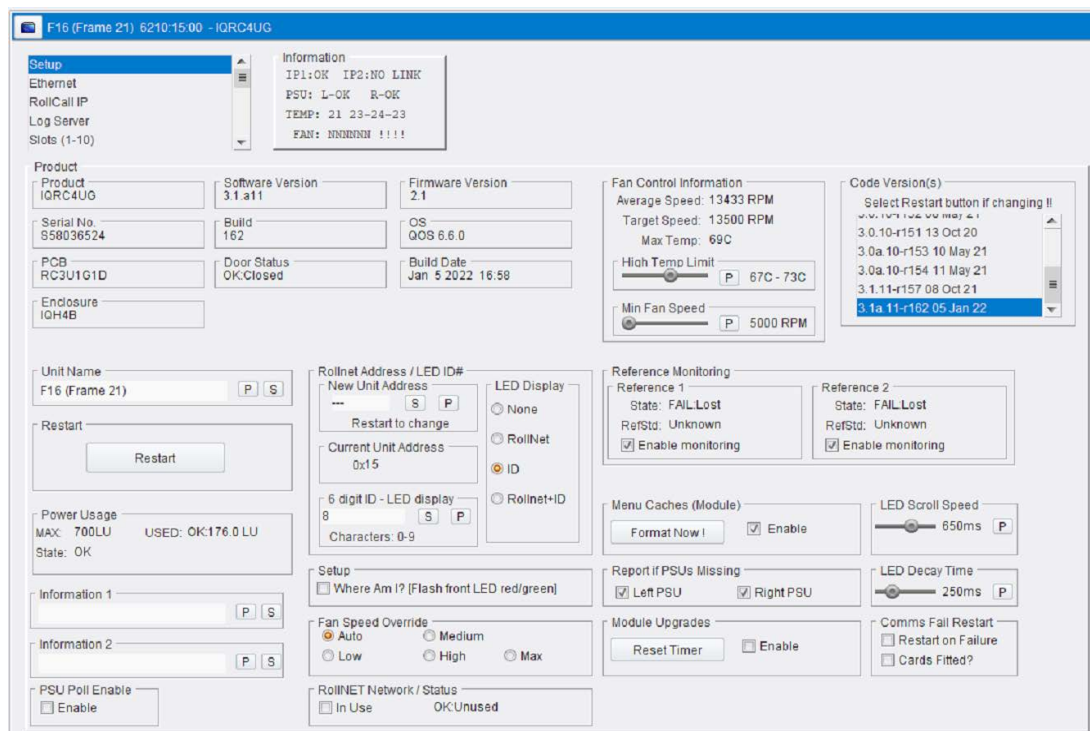 F16 (Frame 21) 6210:15:00 - IQRC4UG
Setup
Ethernet
RollCall IP
Log Server
Slots (1-10)
Information
IP1:OK IP2:NO LINK
PSU: L-OK R-OK
TEMP: 21 23-24-23
FAN: NNNNNN !!!!
Product
Product
IQRC4UG
Software Version
3.1.a11
Firmware Version
2.1
Serial No.
S58036524
Build
162
OS
QOS 6.6.0
PCB
RC3U1G1D
Door Status
OK:Closed
Build Date
Jan 5 2022 16:58
Enclosure
IQH4B
Fan Control Information
Average Speed: 13433 RPM
Target Speed: 13500 RPM
Max Temp: 69C
High Temp Limit
P 67C - 73C
Min Fan Speed
P 5000 RPM
Code Version(s)
Select Restart button if changing !!
3.0.10-r151 13 Oct 20
3.0a.10-r153 10 May 21
3.0a.10-r154 11 May 21
3.1.11-r157 08 Oct 21
3.1a.11-r162 05 Jan 22
Unit Name
F16 (Frame 21) P S
Restart
Restart
Power Usage
MAX: 700LU USED: OK:176.0 LU
State: OK
Information 1
P S
Information 2
P S
PSU Poll Enable
Enable
Rollnet Address / LED ID#
New Unit Address
--- S P
Restart to change
Current Unit Address
0x15
6 digit ID - LED display
8 S P
Characters: 0-9
LED Display
None
RollNet
ID
Rollnet+ID
Setup
Where Am I? [Flash front LED red/green]
Fan Speed Override
Auto Medium
Low High Max
RollNET Network / Status
In Use OK:Unused
Reference Monitoring
Reference 1
State: FAIL:Lost
RefStd: Unknown
Enable monitoring
Reference 2
State: FAIL:Lost
RefStd: Unknown
Enable monitoring
Menu Caches (Module)
Format Now ! Enable
LED Scroll Speed
650ms P
Report if PSUs Missing
Left PSU Right PSU
LED Decay Time
250ms P
Module Upgrades
Reset Timer Enable
Comms Fail Restart
Restart on Failure
Cards Fitted?